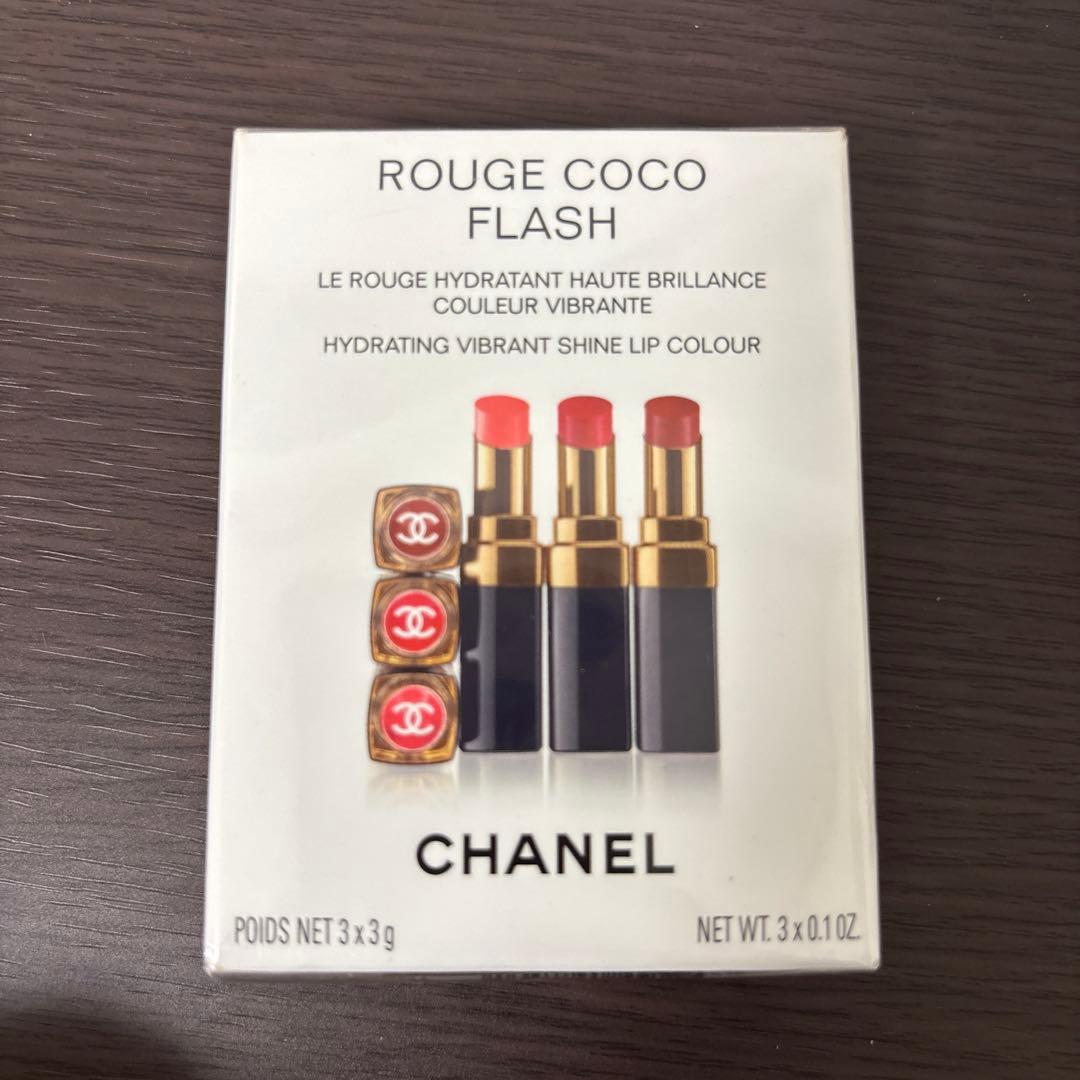 ROUGE COCO
FLASH
LE ROUGE HYDRATANT HAUTE BRILLANCE
COULEUR VIBRANTE
HYDRATING VIBRANT SHINE LIP COLOUR
CHANEL
POIDS NET 3 x 3 g
NET WT. 3 x 0.1 OZ.